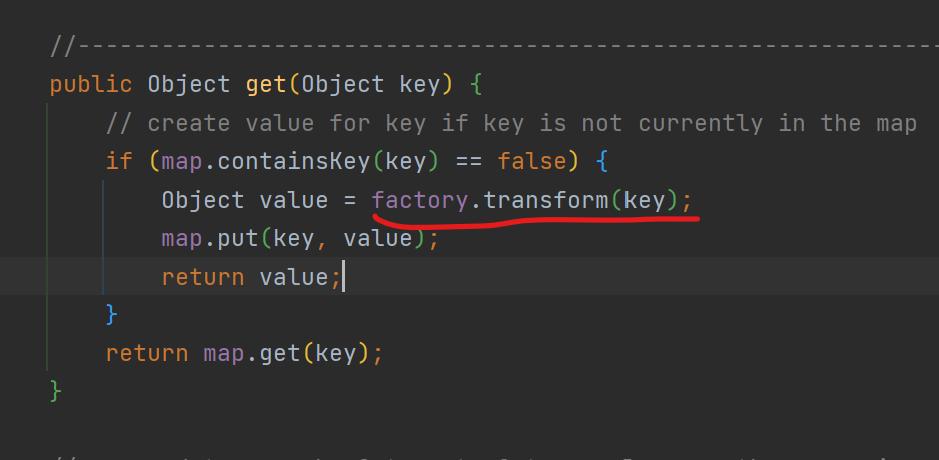 //--------------------------------------------------------------
public Object get(Object key) {
// create value for key if key is not currently in the map
if (map.containsKey(key) == false) {
Object value = factory.transform(key);
map.put(key, value);
return value;
}
return map.get(key);
}